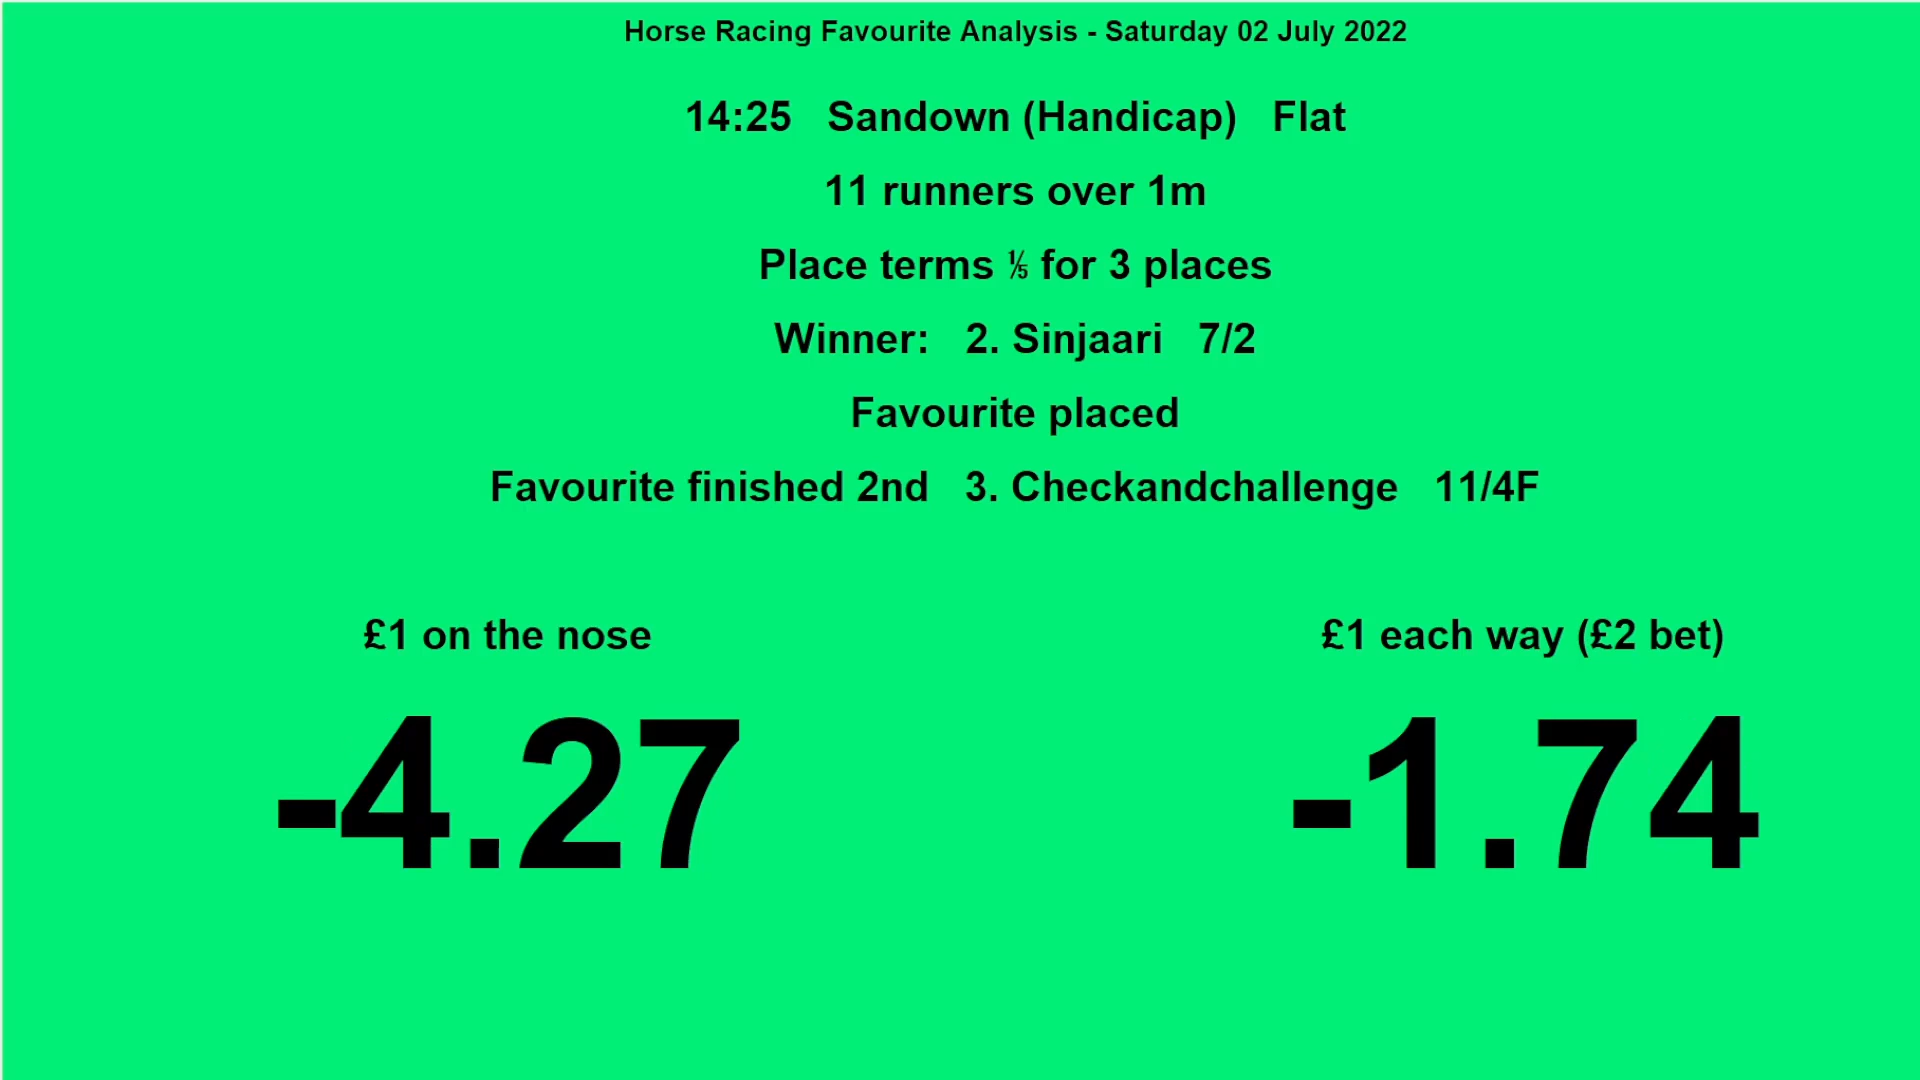 Horse Racing Favourite Analysis - Saturday 02 July 2022
14:25 Sandown (Handicap) Flat
11 runners over 1m
Place terms ⅕ for 3 places
Winner: 2. Sinjaari 7/2
Favourite placed
Favourite finished 2nd 3. Checkandchallenge 11/4F
£1 on the nose
-4.27
£1 each way (£2 bet)
-1.74